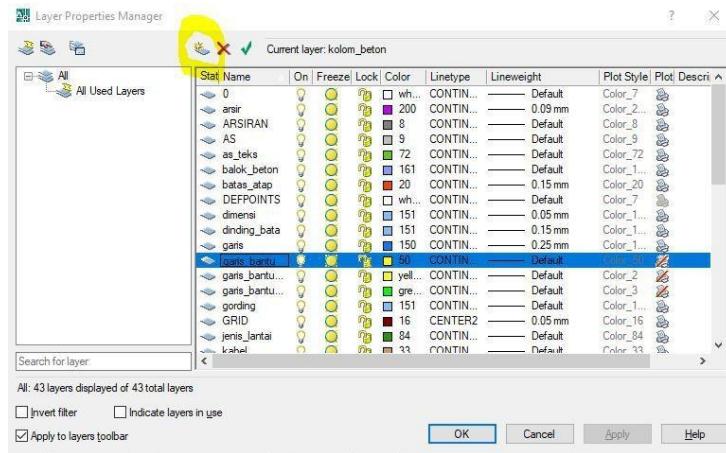 Layer Properties Manager
Current layer: kolom_beton
All
All Used Layers
Stat Name On Freeze Lock Color Linetype Lineweight Plot Style Plot Descri
0 wh... CONTIN... Default Color_7
arsir 200 CONTIN... 0.09 mm Color_2...
ARSIRAN 8 CONTIN... Default Color_8
AS 9 CONTIN... Default Color_9
as_teks 72 CONTIN... Default Color_72
balok_beton 161 CONTIN... Default Color_1...
batas_atap 20 CONTIN... 0.15 mm Color_20
DEFPOINTS wh... CONTIN... Default Color_7
dimensi 151 CONTIN... 0.05 mm Color_1...
dinding_bata 151 CONTIN... 0.15 mm Color_1...
garis 150 CONTIN... 0.25 mm Color_1...
garis_bantu 50 CONTIN... Default Color_50
garis_bantu... yell... CONTIN... Default Color_2
garis_bantu... gre... CONTIN... Default Color_3
gording 151 CONTIN... Default Color_1...
GRID 16 CENTER2 0.05 mm Color_16
jenis_lantai 84 CONTIN... Default Color_84
kabel 33 CONTIN... Default Color_33
Search for layer
All: 43 layers displayed of 43 total layers
Invert filter Indicate layers in use
Apply to layers toolbar OK Cancel Apply Help